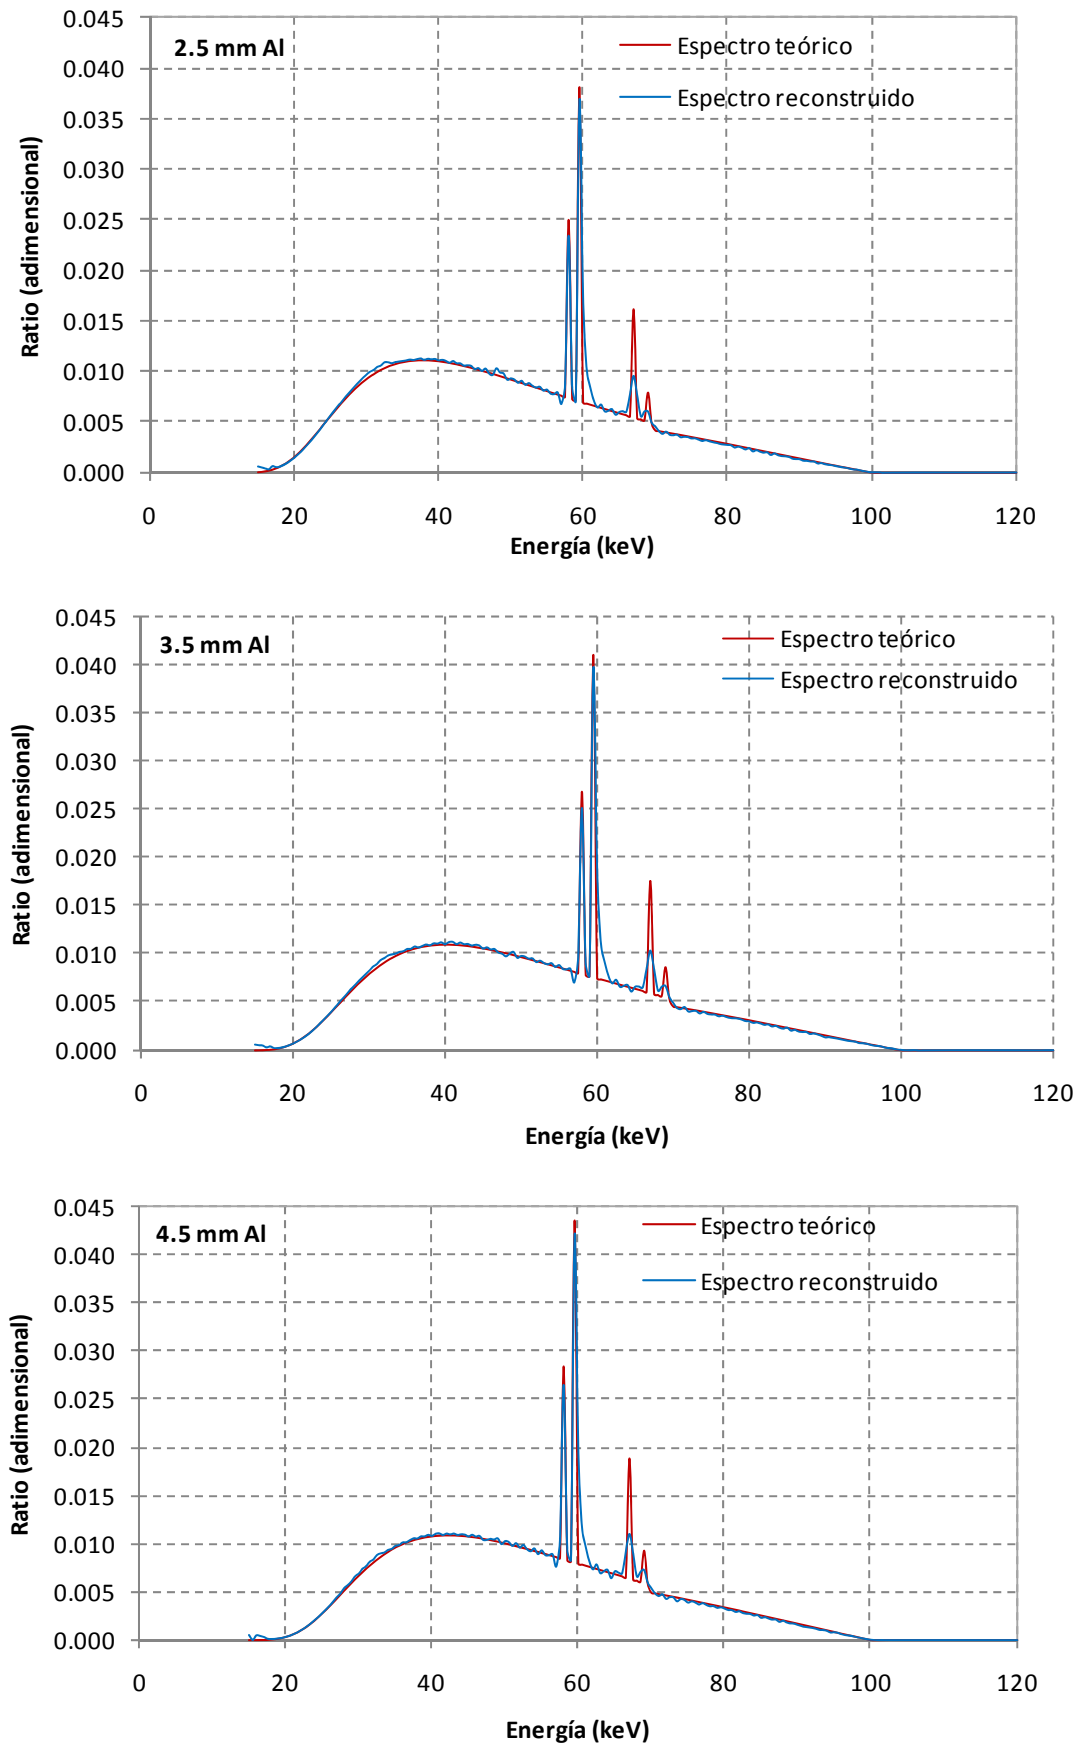 0.045
2.5 mm Al
Espectro teórico
0.040
Espectro reconstruido
0.035
0.030
0.025
0.020
0.015
0.010
0.005
0.000
Ratio (adimensional)
0 20 40 60 80 100 120
Energía (keV)
0.045
3.5 mm Al
Espectro teórico
0.040
Espectro reconstruido
0.035
0.030
0.025
0.020
0.015
0.010
0.005
0.000
Ratio (adimensional)
0 20 40 60 80 100 120
Energía (keV)
0.045
4.5 mm Al
Espectro teórico
0.040
Espectro reconstruido
0.035
0.030
0.025
0.020
0.015
0.010
0.005
0.000
Ratio (adimensional)
0 20 40 60 80 100 120
Energía (keV)